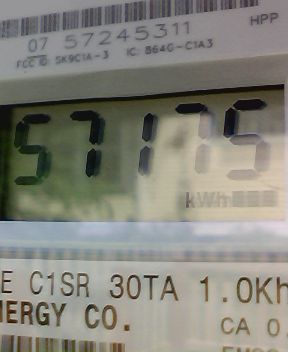 HPP
07 57245311
FCC ID: SK9C1A-3 IC: 864G-C1A3
57175
kWh
E C1SR 30TA 1.0Kh
NERGY CO.
CA 0.